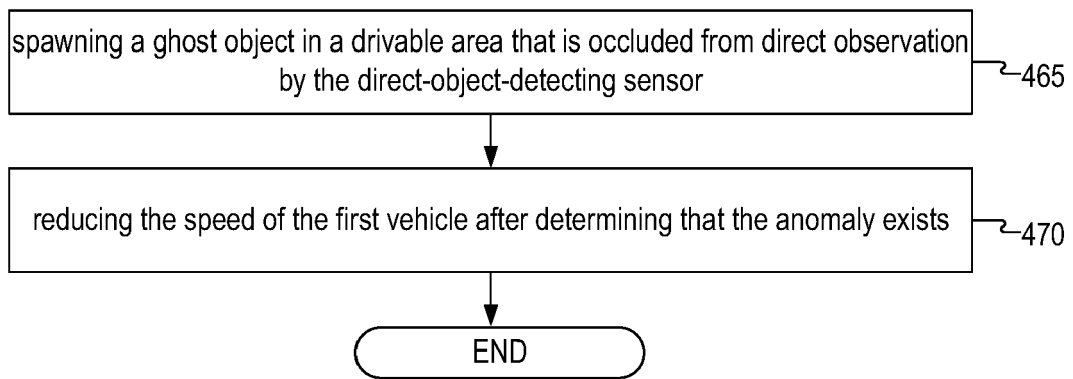 spawning a ghost object in a drivable area that is occluded from direct observation
by the direct-object-detecting sensor
465
reducing the speed of the first vehicle after determining that the anomaly exists
470
END